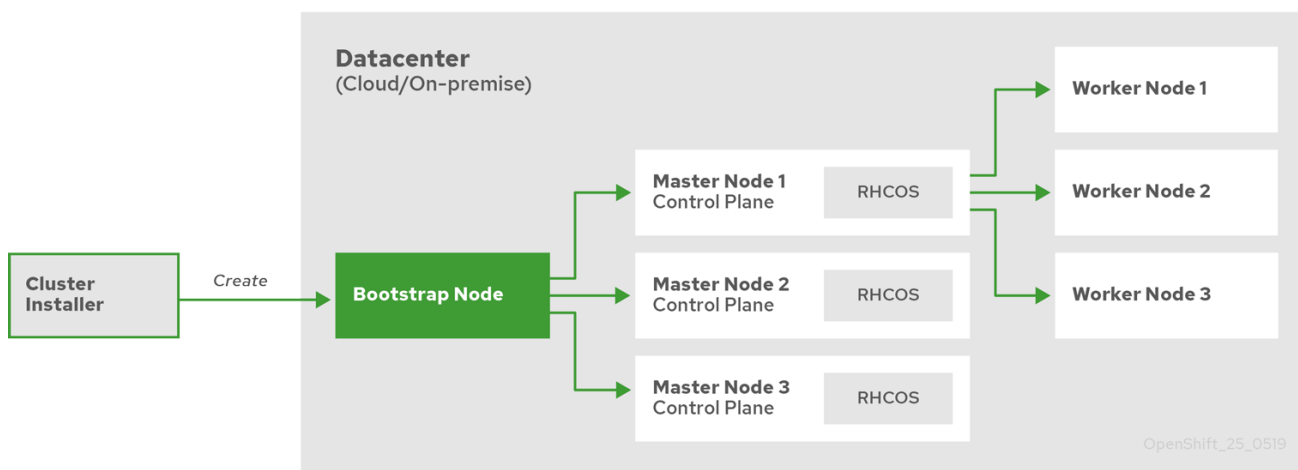 Datacenter
(Cloud/On-premise)
Cluster
Installer
Create
Bootstrap Node
Master Node 1
Control Plane
RHCOS
Master Node 2
Control Plane
RHCOS
Master Node 3
Control Plane
RHCOS
Worker Node 1
Worker Node 2
Worker Node 3
OpenShift_25_0519